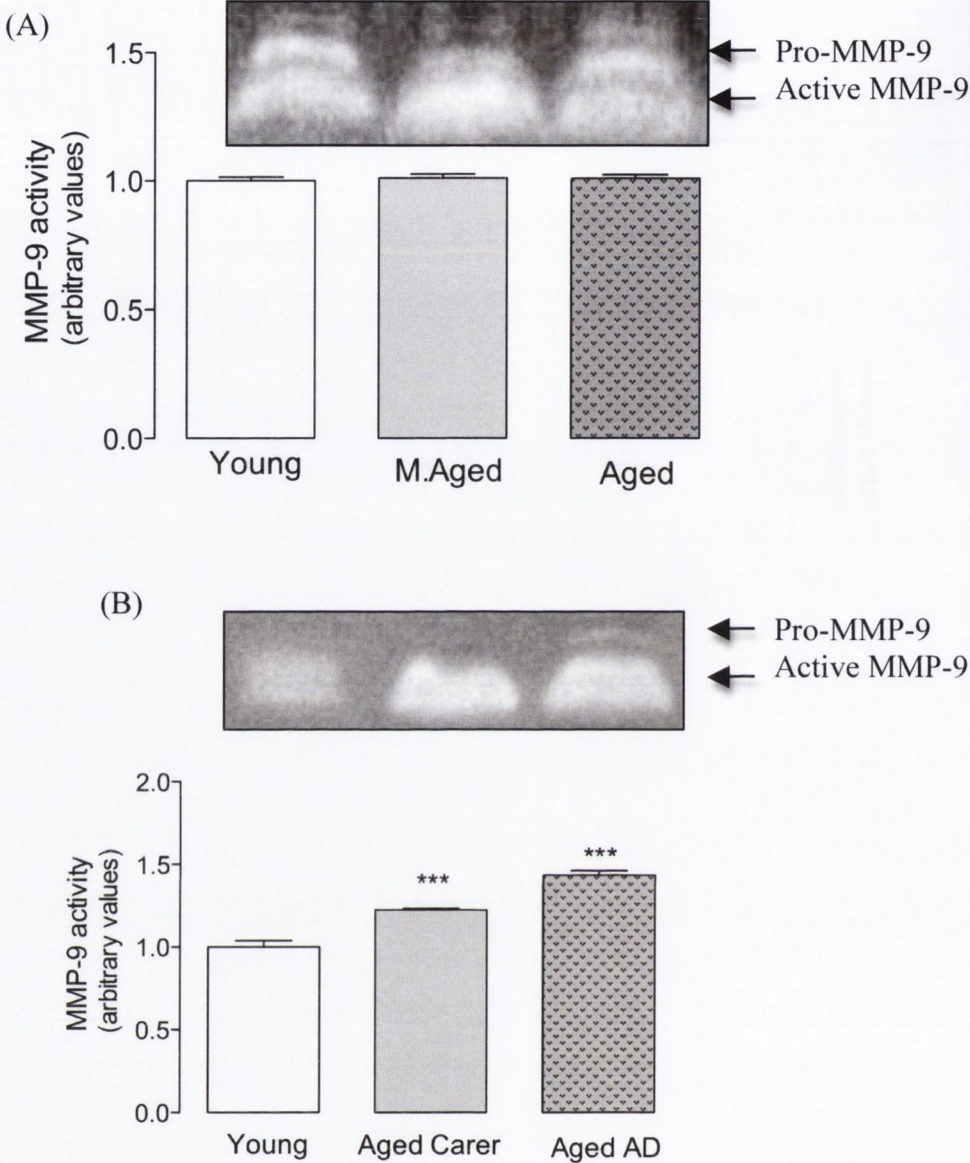 (A)
Pro-MMP-9
Active MMP-9
MMP-9 activity
(arbitrary values)
1.5
1.0
0.5
0.0
Young M.Aged Aged
(B)
Pro-MMP-9
Active MMP-9
MMP-9 activity
(arbitrary values)
2.0
1.5
1.0
0.5
0.0
***
***
Young Aged Carer Aged AD